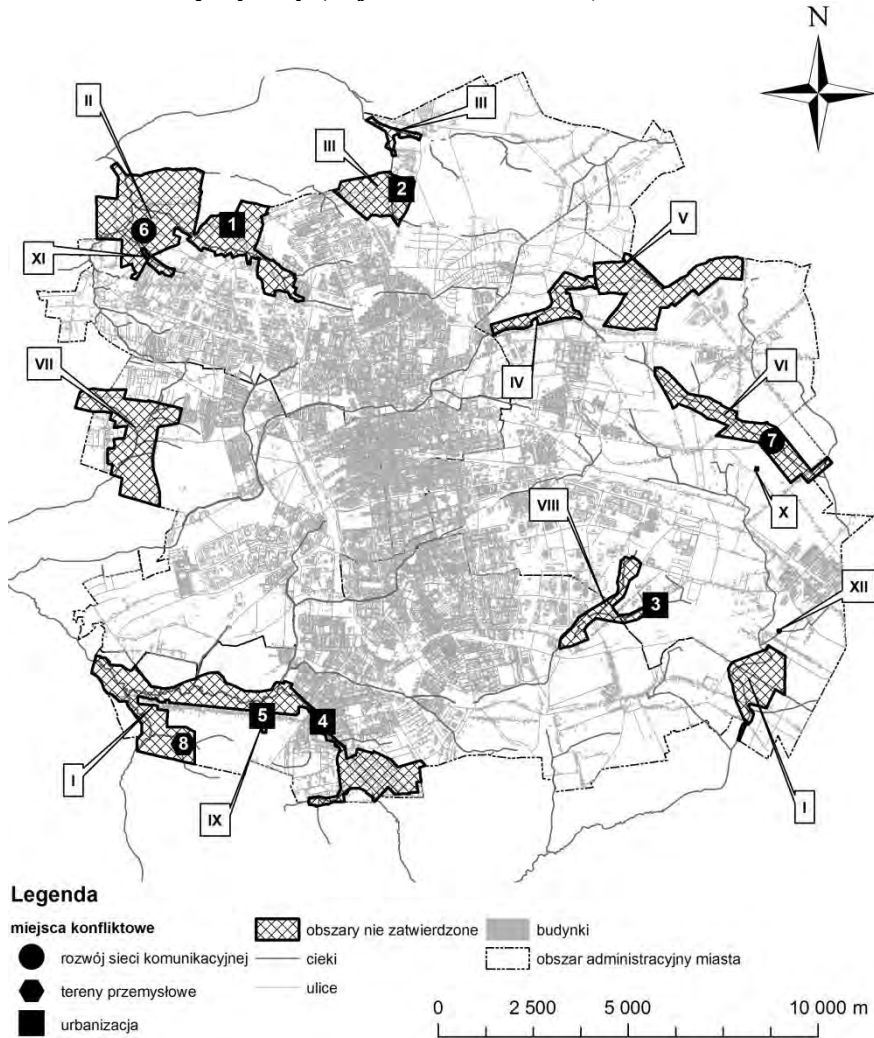 N
II
III
III
1
2
6
V
XI
IV
VII
VI
7
X
VIII
XII
3
5
4
8
I
IX
I
Legenda
miejsca konfliktowe
rozwój sieci komunikacyjnej
tereny przemysłowe
urbanizacja
obszary nie zatwierdzone
cieki
ulice
budynki
obszar administracyjny miasta
0 2 500 5 000 10 000 m